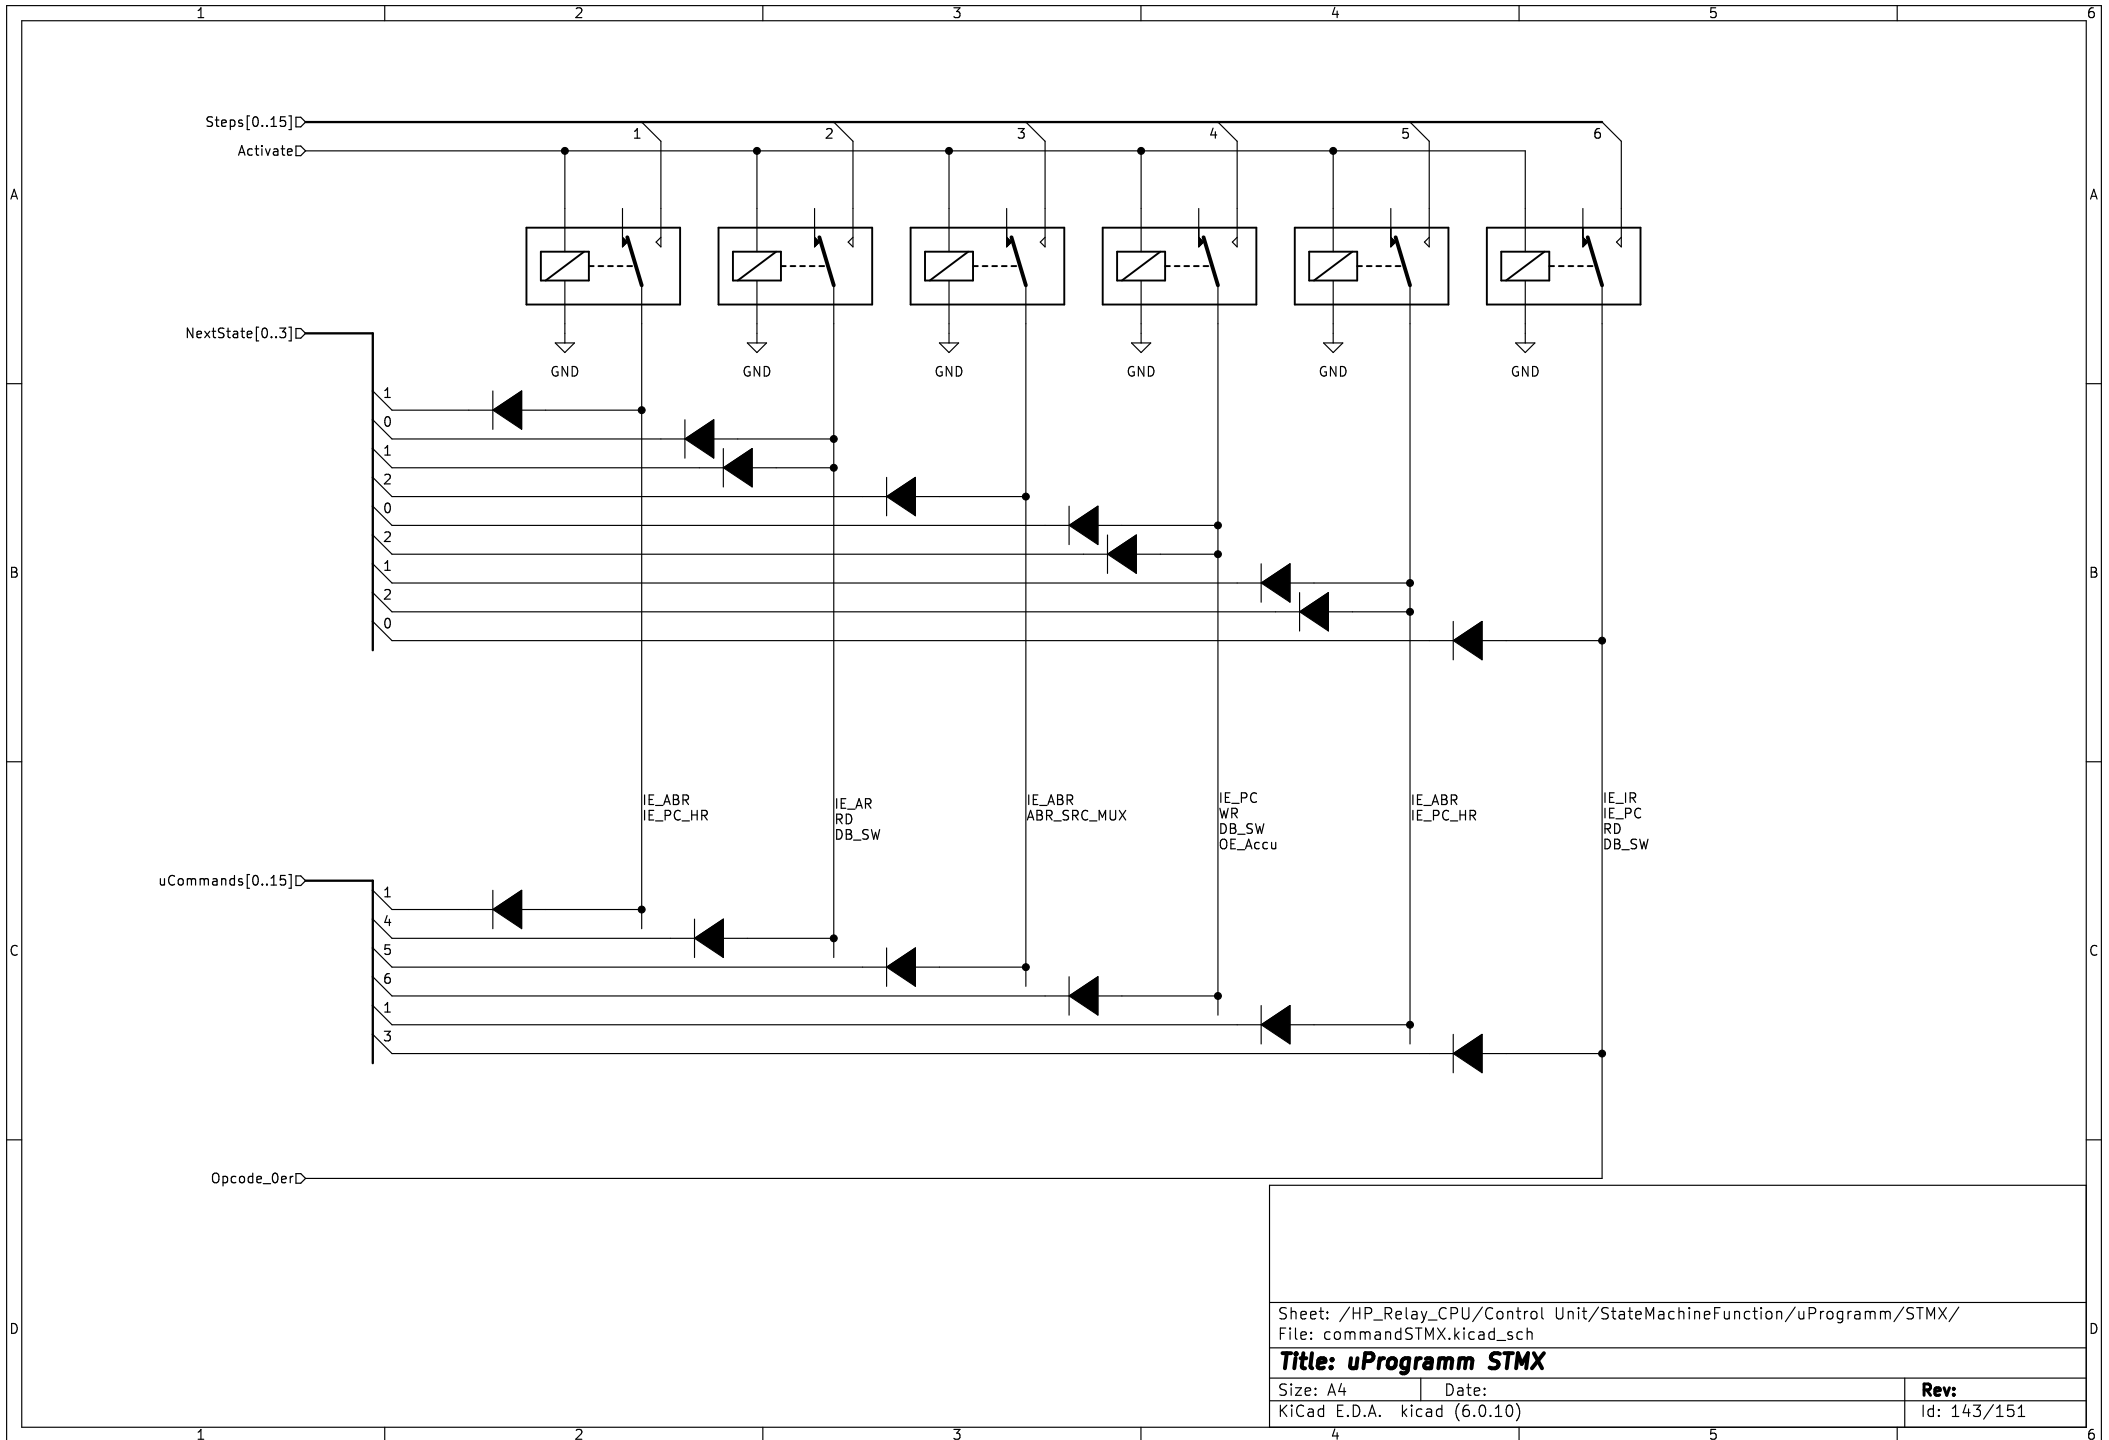 1 2 3 4 5 6
Steps[0..15]
1 2 3 4 5 6
Activate
A A
NextState[0..3]
GND GND GND GND GND GND
1
0
1
2
0
2
1
2
0
B B
IE_ABR
IE_PC_HR
IE_AR
RD
DB_SW
IE_ABR
ABR_SRC_MUX
IE_PC
WR
DB_SW
OE_Accu
IE_ABR
IE_PC_HR
IE_IR
IE_PC
RD
DB_SW
uCommands[0..15]
1
4
5
6
1
3
C C
Opcode_0er
Sheet: /HP_Relay_CPU/Control Unit/StateMachineFunction/uProgramm/STMX/
File: commandSTMX.kicad_sch
Title: uProgramm STMX
Size: A4 Date: Rev:
KiCad E.D.A. kicad (6.0.10) Id: 143/151
D D
1 2 3 4 5 6